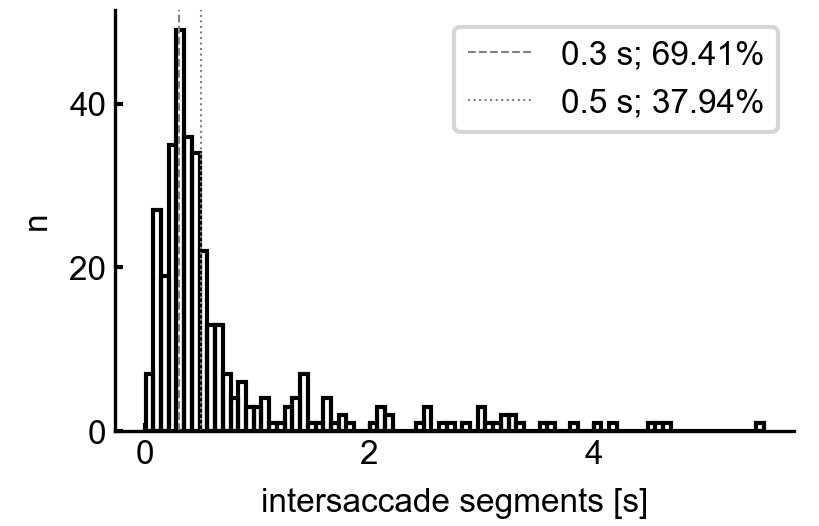 0.3 s; 69.41%
0.5 s; 37.94%
40
n
20
0
0 2 4
intersaccade segments [s]